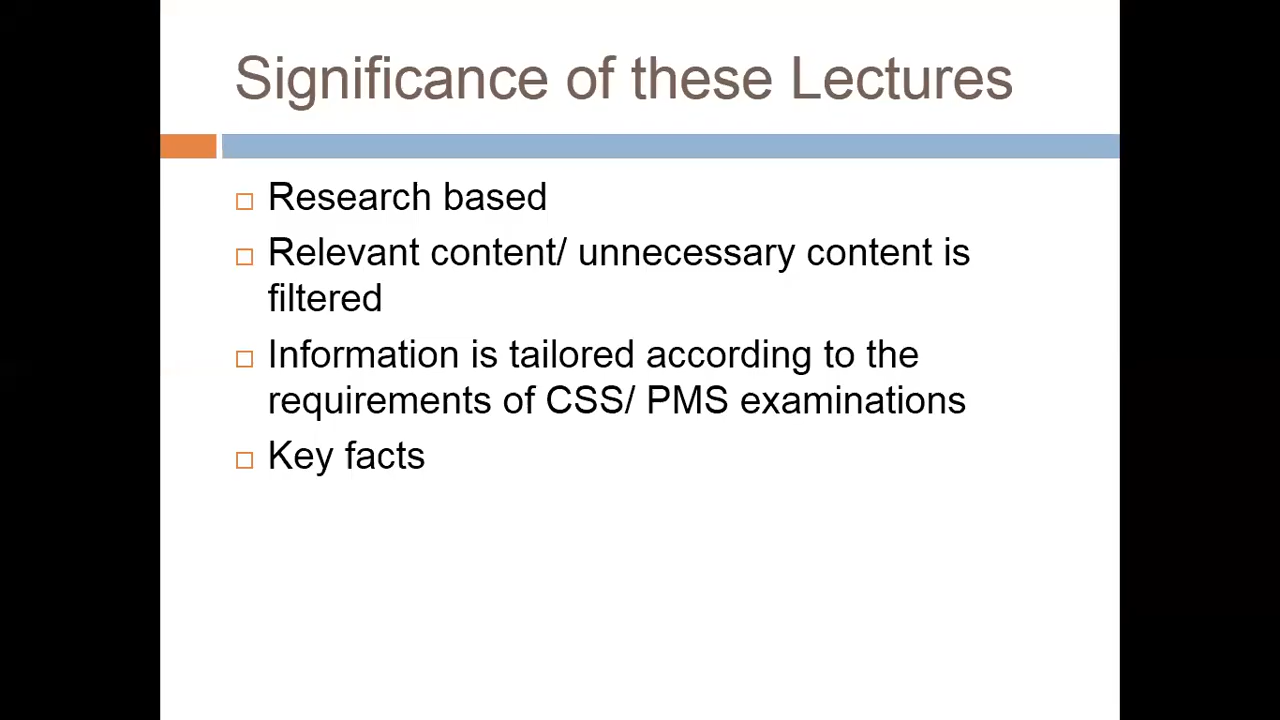 Significance of these Lectures
Research based
Relevant content/ unnecessary content is
filtered
Information is tailored according to the
requirements of CSS/ PMS examinations
Key facts